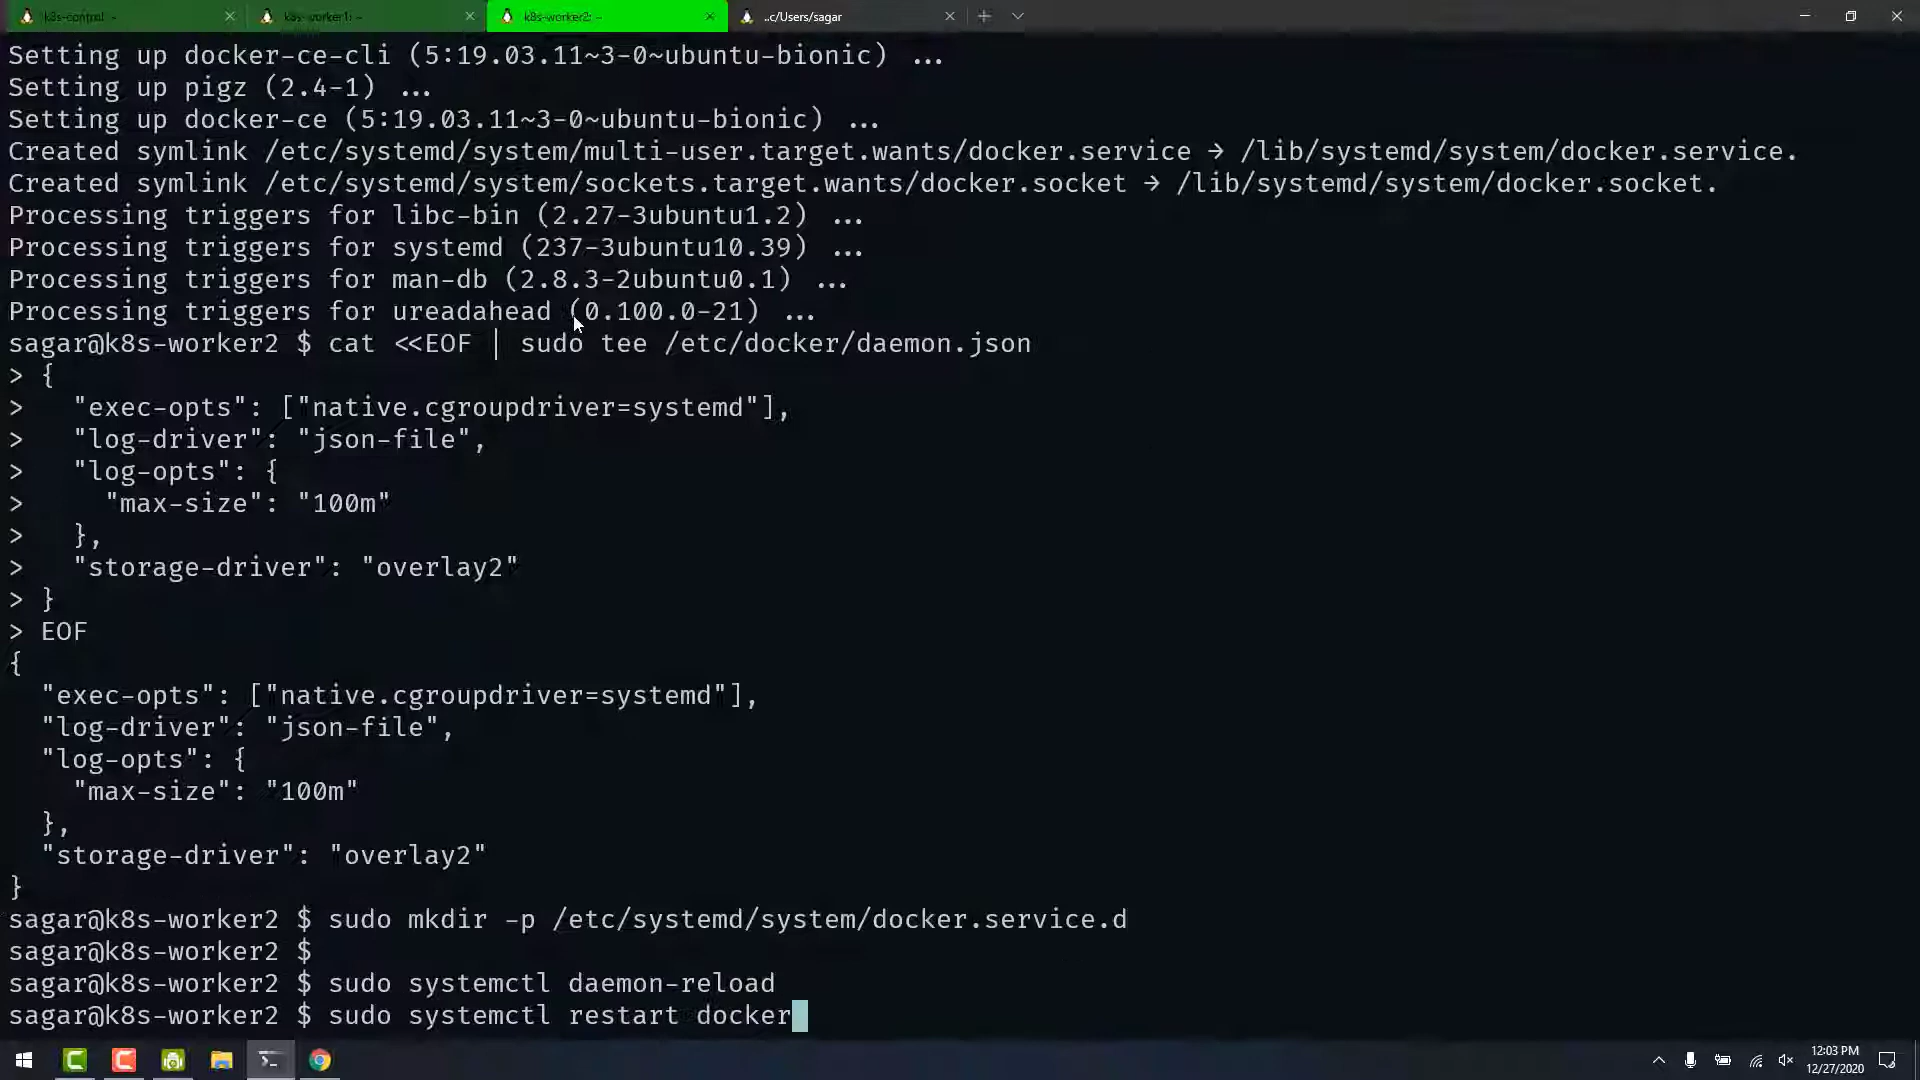 k8s-control: ~
k8s-worker1: ~
k8s-worker2: ~
..c/Users/sagar
Setting up docker-ce-cli (5:19.03.11~3-0~ubuntu-bionic) ...
Setting up pigz (2.4-1) ...
Setting up docker-ce (5:19.03.11~3-0~ubuntu-bionic) ...
Created symlink /etc/systemd/system/multi-user.target.wants/docker.service → /lib/systemd/system/docker.service.
Created symlink /etc/systemd/system/sockets.target.wants/docker.socket → /lib/systemd/system/docker.socket.
Processing triggers for libc-bin (2.27-3ubuntu1.2) ...
Processing triggers for systemd (237-3ubuntu10.39) ...
Processing triggers for man-db (2.8.3-2ubuntu0.1) ...
Processing triggers for ureadahead (0.100.0-21) ...
sagar@k8s-worker2 $ cat <<EOF | sudo tee /etc/docker/daemon.json
> {
>   "exec-opts": ["native.cgroupdriver=systemd"],
>   "log-driver": "json-file",
>   "log-opts": {
>     "max-size": "100m"
>   },
>   "storage-driver": "overlay2"
> }
> EOF
{
  "exec-opts": ["native.cgroupdriver=systemd"],
  "log-driver": "json-file",
  "log-opts": {
    "max-size": "100m"
  },
  "storage-driver": "overlay2"
}
sagar@k8s-worker2 $ sudo mkdir -p /etc/systemd/system/docker.service.d
sagar@k8s-worker2 $
sagar@k8s-worker2 $ sudo systemctl daemon-reload
sagar@k8s-worker2 $ sudo systemctl restart docker
12:03 PM
12/27/2020